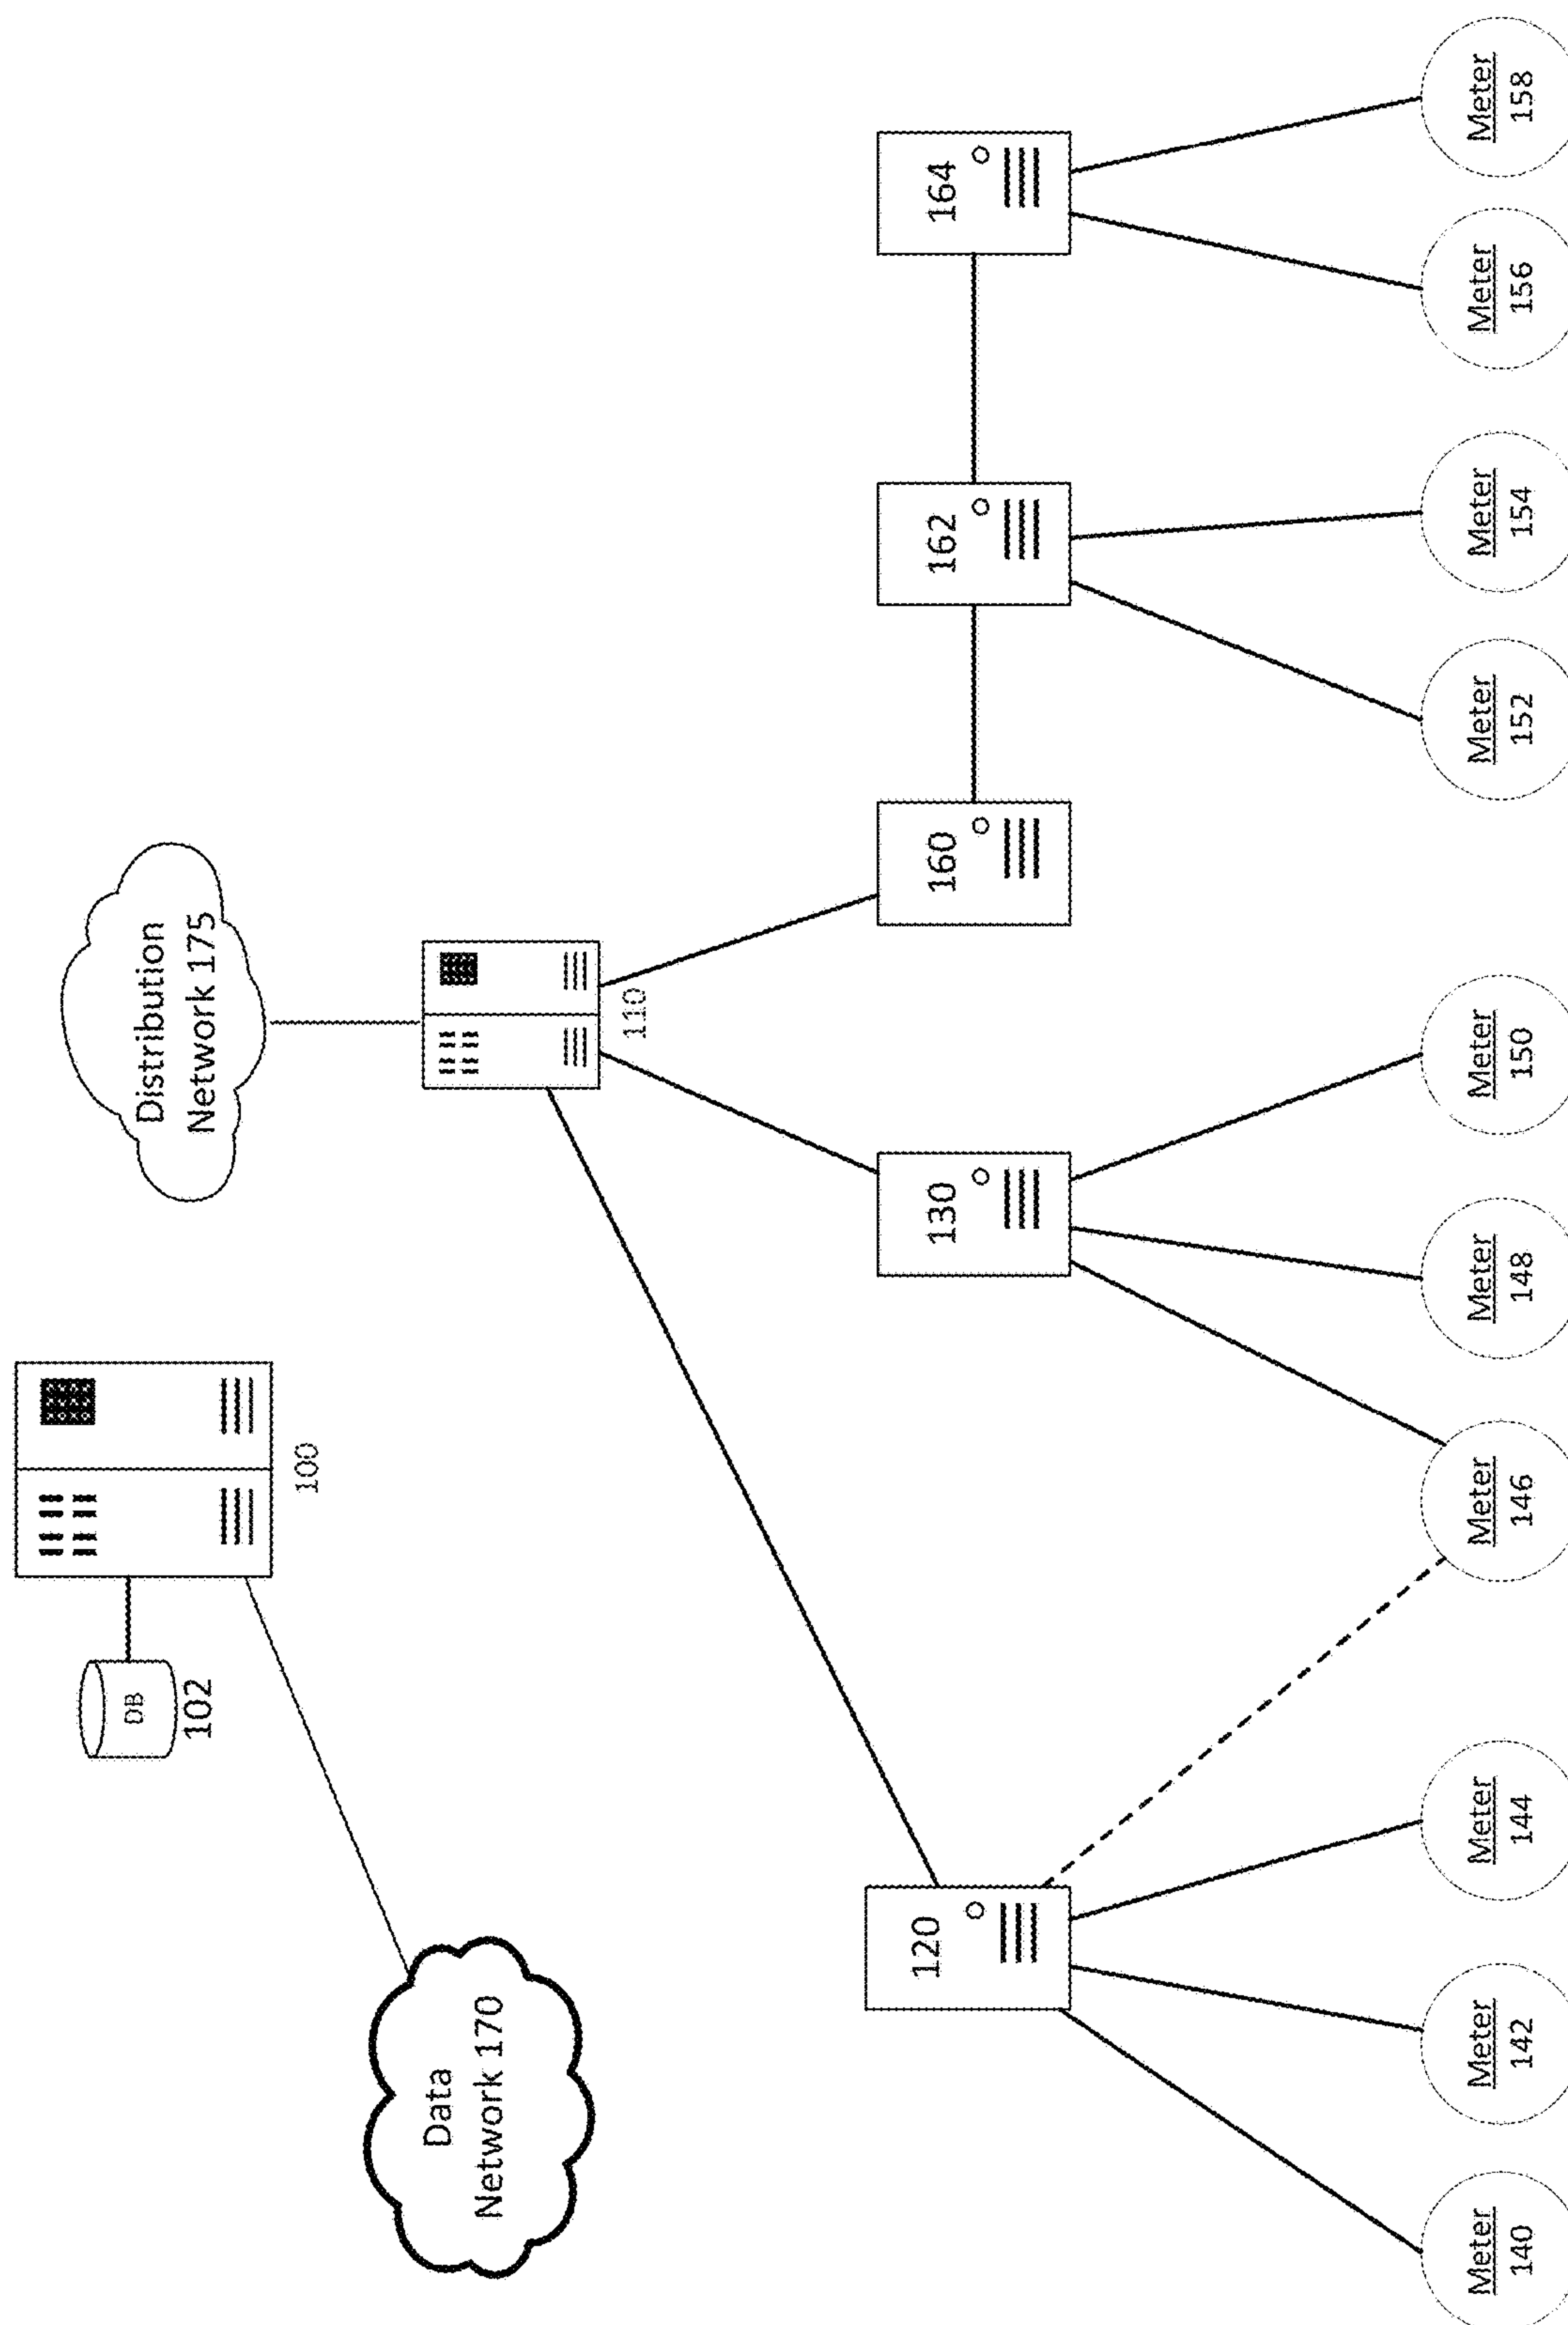 DB
102
100
Data
Network 170
Distribution
Network 175
110
120
130
160
162
164
Meter
140
Meter
142
Meter
144
Meter
146
Meter
148
Meter
150
Meter
152
Meter
154
Meter
156
Meter
158